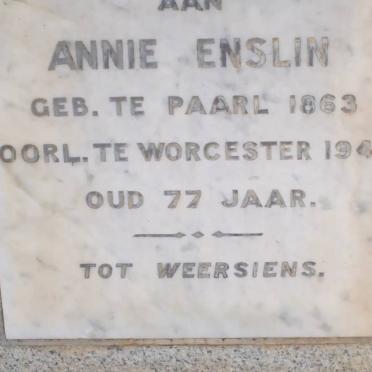 AAN
ANNIE ENSLIN
GEB. TE PAARL 1863
OORL. TE WORCESTER 194
OUD 77 JAAR.
TOT WEERSIENS.